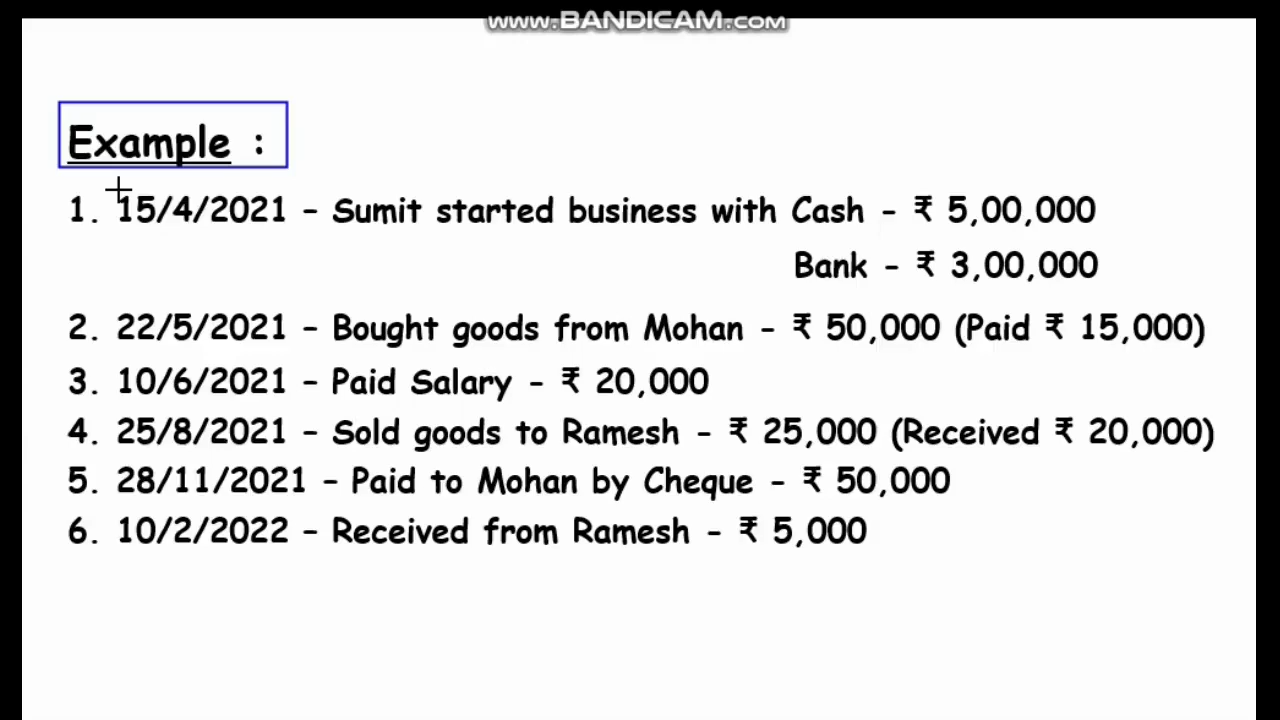 www.BANDICAM.com
Example :
1. 15/4/2021 – Sumit started business with Cash - ₹ 5,00,000
Bank - ₹ 3,00,000
2. 22/5/2021 – Bought goods from Mohan - ₹ 50,000 (Paid ₹ 15,000)
3. 10/6/2021 – Paid Salary - ₹ 20,000
4. 25/8/2021 – Sold goods to Ramesh - ₹ 25,000 (Received ₹ 20,000)
5. 28/11/2021 – Paid to Mohan by Cheque - ₹ 50,000
6. 10/2/2022 – Received from Ramesh - ₹ 5,000